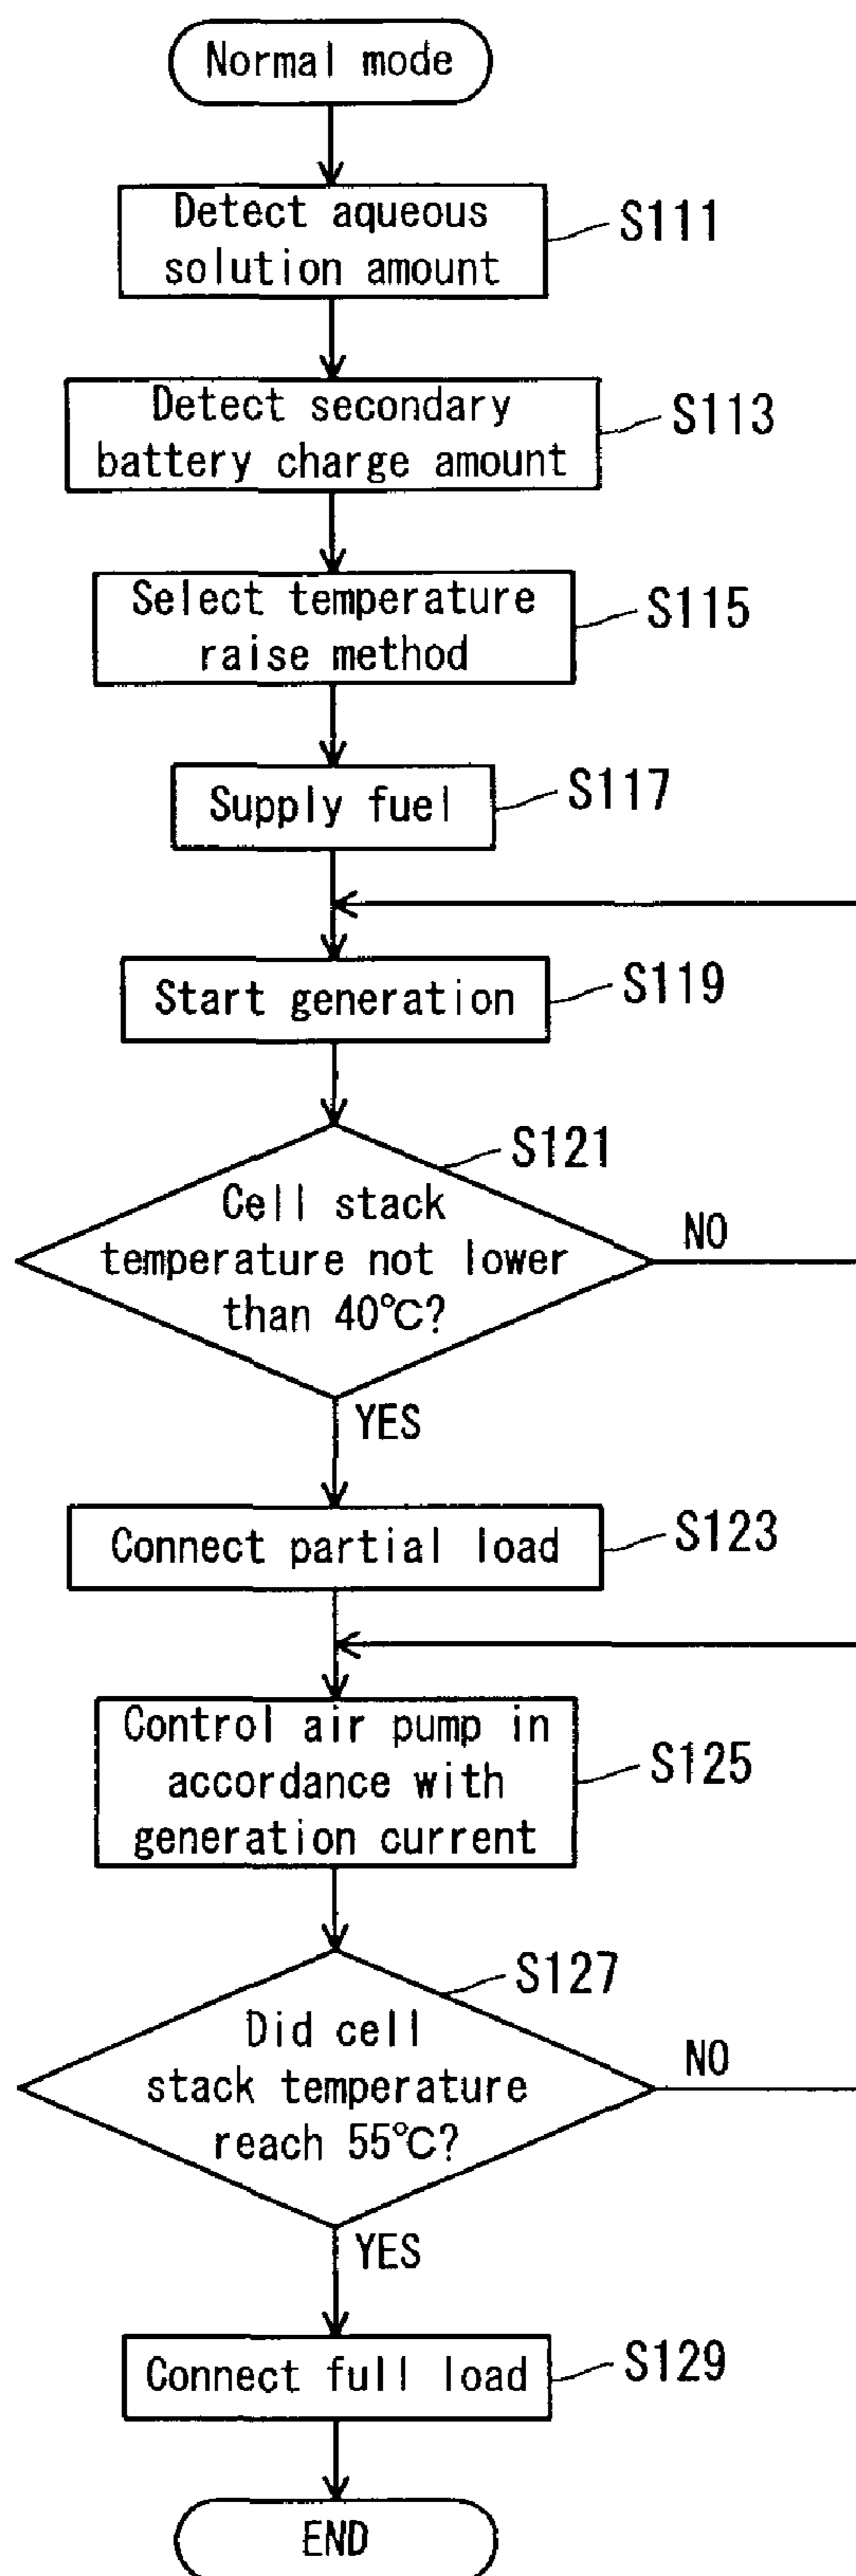 Normal mode
Detect aqueous
solution amount
S111
Detect secondary
battery charge amount
S113
Select temperature
raise method
S115
Supply fuel
S117
Start generation
S119
S121
Cell stack
temperature not lower
than 40℃?
NO
YES
Connect partial load
S123
Control air pump in
accordance with
generation current
S125
S127
Did cell
stack temperature
reach 55℃?
NO
YES
Connect full load
S129
END